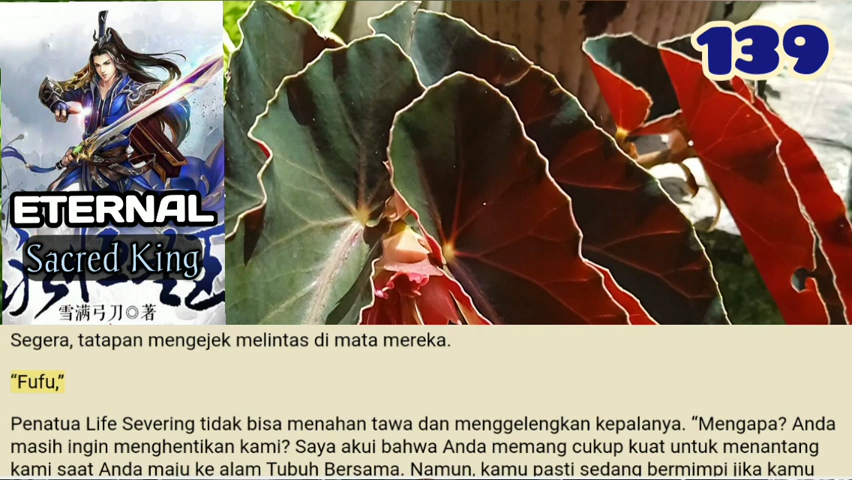 139
ETERNAL
Sacred King
雪满弓刀◎著
Segera, tatapan mengejek melintas di mata mereka.
“Fufu,”
Penatua Life Severing tidak bisa menahan tawa dan menggelengkan kepalanya. “Mengapa? Anda
masih ingin menghentikan kami? Saya akui bahwa Anda memang cukup kuat untuk menantang
kami saat Anda maju ke alam Tubuh Bersama. Namun, kamu pasti sedang bermimpi jika kamu